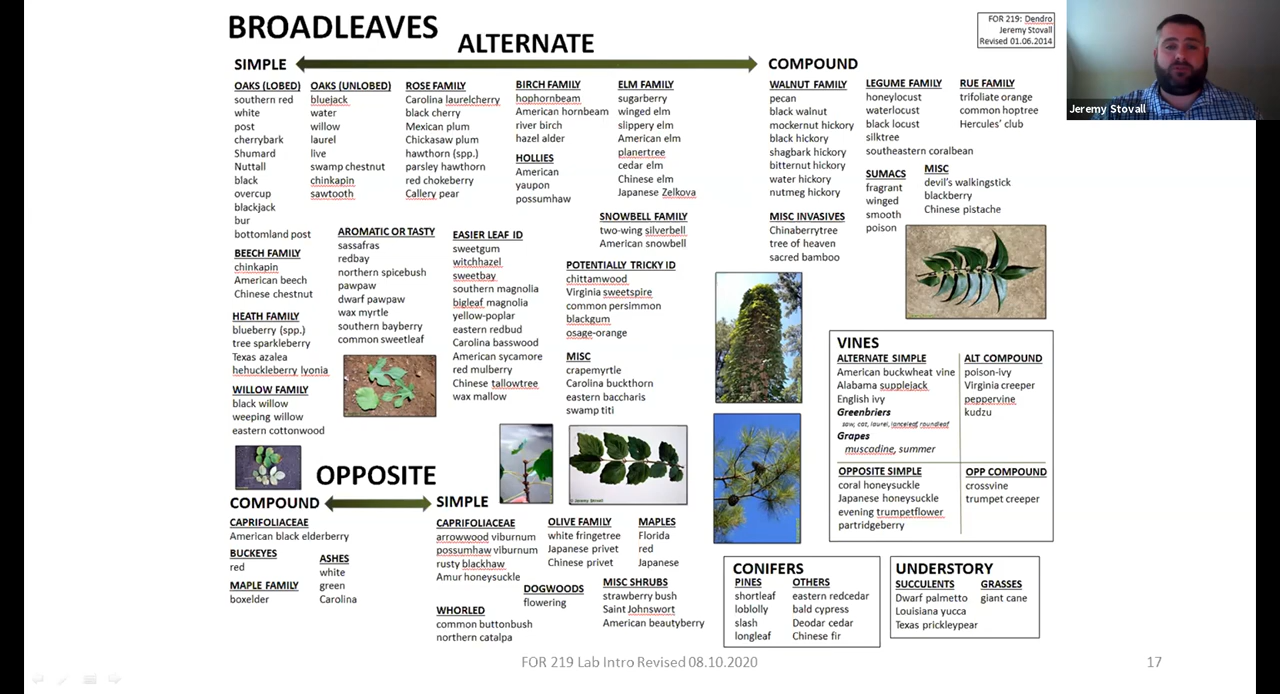 BROADLEAVES
ALTERNATE
FOR 219: Dendro
Jeremy Stovall
Revised 01.06.2014
Jeremy Stovall
SIMPLE
COMPOUND
OAKS (LOBED)
southern red
white
post
cherrybark
Shumard
Nuttall
black
overcup
blackjack
bur
bottomland post
OAKS (UNLOBED)
bluejack
water
willow
laurel
live
swamp chestnut
chinkapin
sawtooth
ROSE FAMILY
Carolina laurelcherry
black cherry
Mexican plum
Chickasaw plum
hawthorn (spp.)
parsley hawthorn
red chokeberry
Callery pear
BIRCH FAMILY
hophornbeam
American hornbeam
river birch
hazel alder
HOLLIES
American
yaupon
possumhaw
ELM FAMILY
sugarberry
winged elm
slippery elm
American elm
planertree
cedar elm
Chinese elm
Japanese Zelkova
SNOWBELL FAMILY
two-wing silverbell
American snowbell
BEECH FAMILY
chinkapin
American beech
Chinese chestnut
HEATH FAMILY
blueberry (spp.)
tree sparkleberry
Texas azalea
hehuckleberry lyonia
WILLOW FAMILY
black willow
weeping willow
eastern cottonwood
AROMATIC OR TASTY
sassafras
redbay
northern spicebush
pawpaw
dwarf pawpaw
wax myrtle
southern bayberry
common sweetleaf
EASIER LEAF ID
sweetgum
witchhazel
sweetbay
southern magnolia
bigleaf magnolia
yellow-poplar
eastern redbud
Carolina basswood
American sycamore
red mulberry
Chinese tallowtree
wax mallow
POTENTIALLY TRICKY ID
chittamwood
Virginia sweetspire
common persimmon
blackgum
osage-orange
MISC
crapemyrtle
Carolina buckthorn
eastern baccharis
swamp titi
WALNUT FAMILY
pecan
black walnut
mockernut hickory
black hickory
shagbark hickory
bitternut hickory
water hickory
nutmeg hickory
MISC INVASIVES
Chinaberrytree
tree of heaven
sacred bamboo
LEGUME FAMILY
honeylocust
waterlocust
black locust
silktree
southeastern coralbean
SUMACS
fragrant
winged
smooth
poison
RUE FAMILY
trifoliate orange
common hoptree
Hercules' club
MISC
devil's walkingstick
blackberry
Chinese pistache
VINES
ALTERNATE SIMPLE
American buckwheat vine
Alabama supplejack
English ivy
Greenbriers
saw, cat, laurel, lanceleaf, roundleaf
Grapes
muscadine, summer
ALT COMPOUND
poison-ivy
Virginia creeper
peppervine
kudzu
OPPOSITE SIMPLE
coral honeysuckle
Japanese honeysuckle
evening trumpetflower
partridgeberry
OPP COMPOUND
crossvine
trumpet creeper
OPPOSITE
COMPOUND
SIMPLE
CAPRIFOLIACEAE
American black elderberry
BUCKEYES
red
MAPLE FAMILY
boxelder
ASHES
white
green
Carolina
CAPRIFOLIACEAE
arrowwood viburnum
possumhaw viburnum
rusty blackhaw
Amur honeysuckle
WHORLED
common buttonbush
northern catalpa
OLIVE FAMILY
white fringetree
Japanese privet
Chinese privet
DOGWOODS
flowering
MAPLES
Florida
red
Japanese
MISC SHRUBS
strawberry bush
Saint Johnswort
American beautyberry
CONIFERS
PINES
shortleaf
loblolly
slash
longleaf
OTHERS
eastern redcedar
bald cypress
Deodar cedar
Chinese fir
UNDERSTORY
SUCCULENTS
Dwarf palmetto
Louisiana yucca
Texas pricklypear
GRASSES
giant cane
FOR 219 Lab Intro Revised 08.10.2020
17